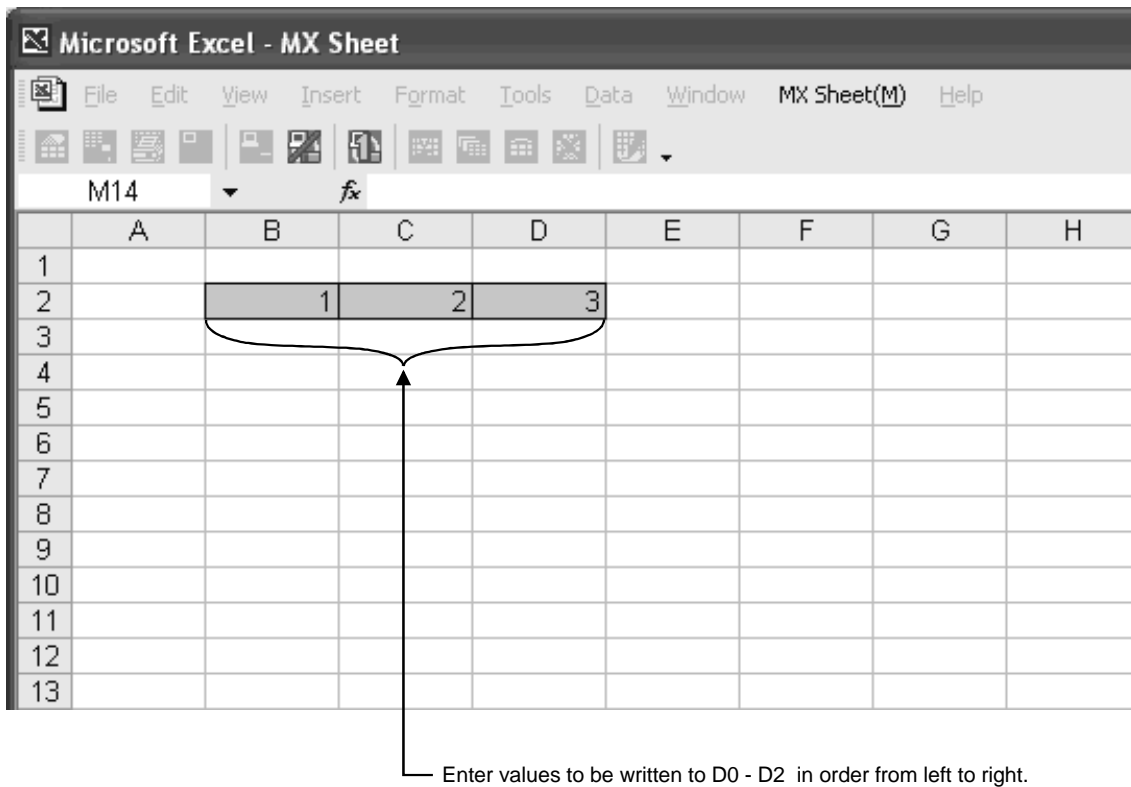 Microsoft Excel - MX Sheet
File Edit View Insert Format Tools Data Window MX Sheet(M) Help
M14 fx
A B C D E F G H
1
2 1 2 3
3
4
5
6
7
8
9
10
11
12
13
Enter values to be written to D0 - D2 in order from left to right.